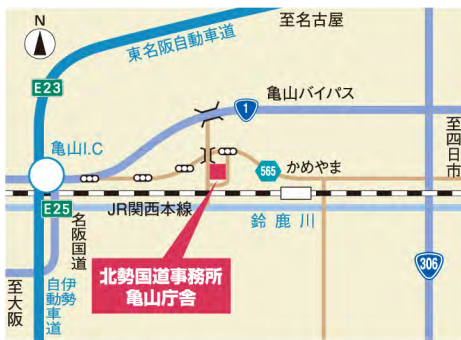 N
至名古屋
東名阪自動車道
E23
1
亀山バイパス
至四日市
亀山I.C
565
かめやま
E25
JR関西本線
鈴鹿川
名阪国道
北勢国道事務所
亀山庁舎
306
伊勢
自動車道
至大阪